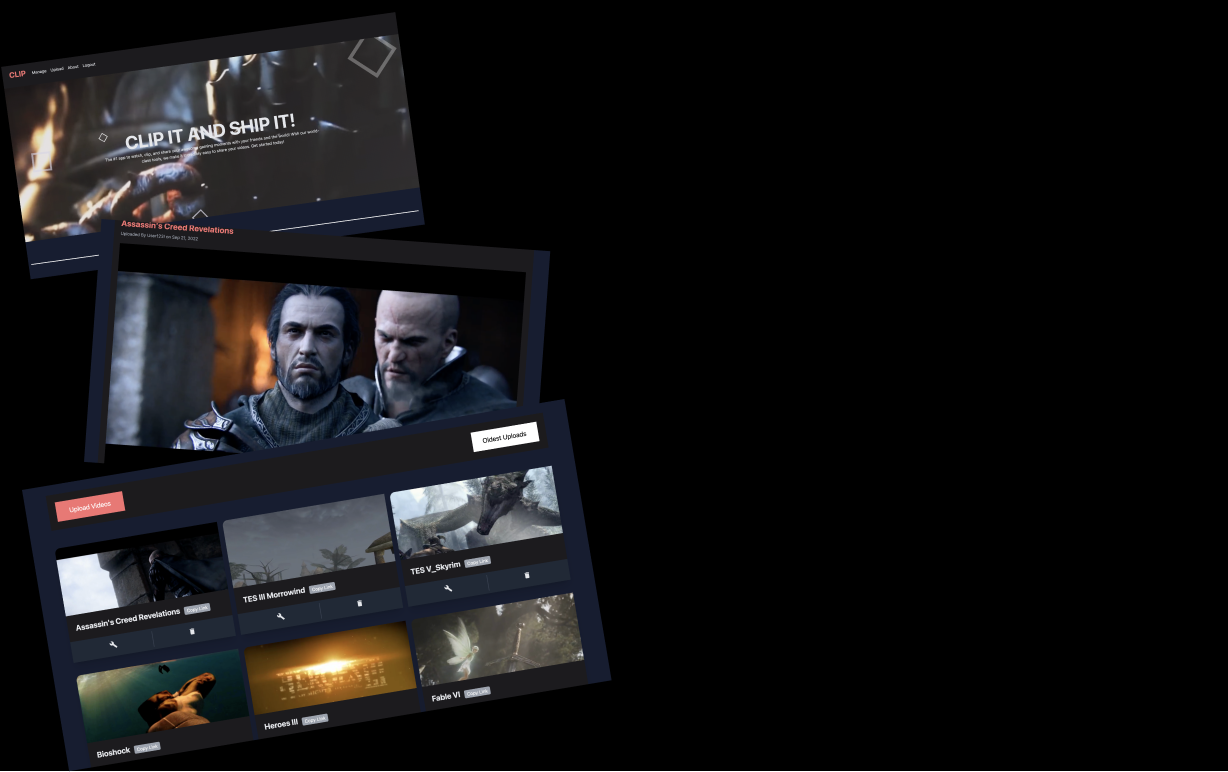 CLIP Manage Upload About Logout
CLIP IT AND SHIP IT!
The #1 app to watch, clip, and share your gaming moments with your friends and the world! With our world-
class tools, we make it easy to share your videos. Get started today!
Assassin's Creed Revelations
Uploaded By on Sep 21, 2022
Oldest Uploads
Upload Videos
Assassin's Creed Revelations Copy Link
TES III Morrowind Copy Link
TES V_Skyrim Copy Link
Bioshock Copy Link
Heroes III Copy Link
Fable VI Copy Link